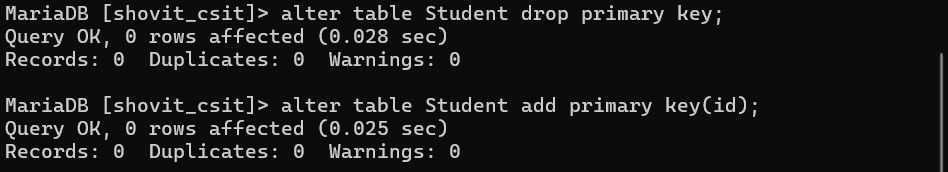 MariaDB [shovit_csit]> alter table Student drop primary key;
Query OK, 0 rows affected (0.028 sec)
Records: 0  Duplicates: 0  Warnings: 0

MariaDB [shovit_csit]> alter table Student add primary key(id);
Query OK, 0 rows affected (0.025 sec)
Records: 0  Duplicates: 0  Warnings: 0